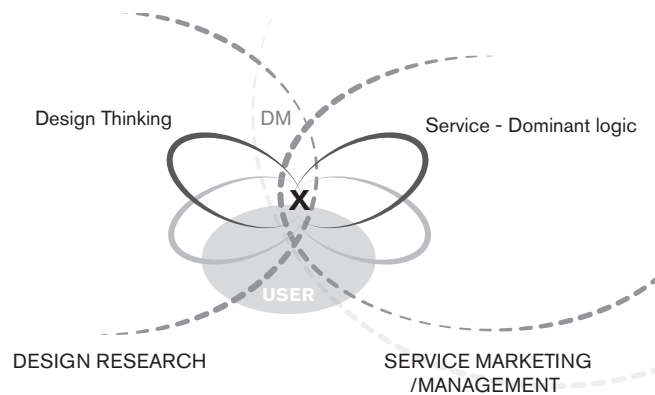 Design Thinking
DM
Service - Dominant logic
X
USER
DESIGN RESEARCH
SERVICE MARKETING
/MANAGEMENT